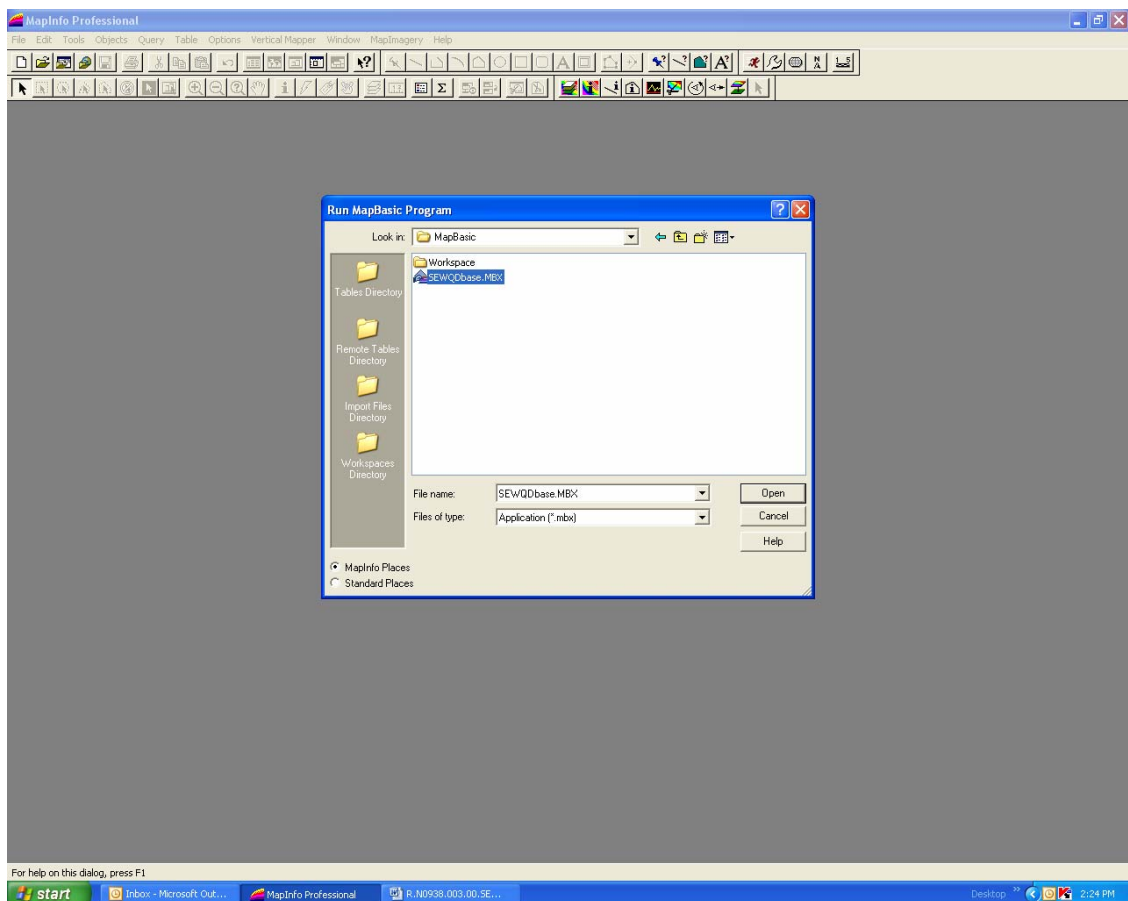 MapInfo Professional
File Edit Tools Objects Query Table Options Vertical Mapper Window MapImagery Help
Run MapBasic Program
Look in: MapBasic
Workspace
SEWQDbase.MBX
Tables Directory
Remote Tables
Directory
Import Files
Directory
Workspaces
Directory
File name: SEWQDbase.MBX Open
Files of type: Application (*.mbx) Cancel
Help
MapInfo Places
Standard Places
For help on this dialog, press F1
start Inbox - Microsoft Out... MapInfo Professional R.N0938.003.00.SE... Desktop 2:24 PM